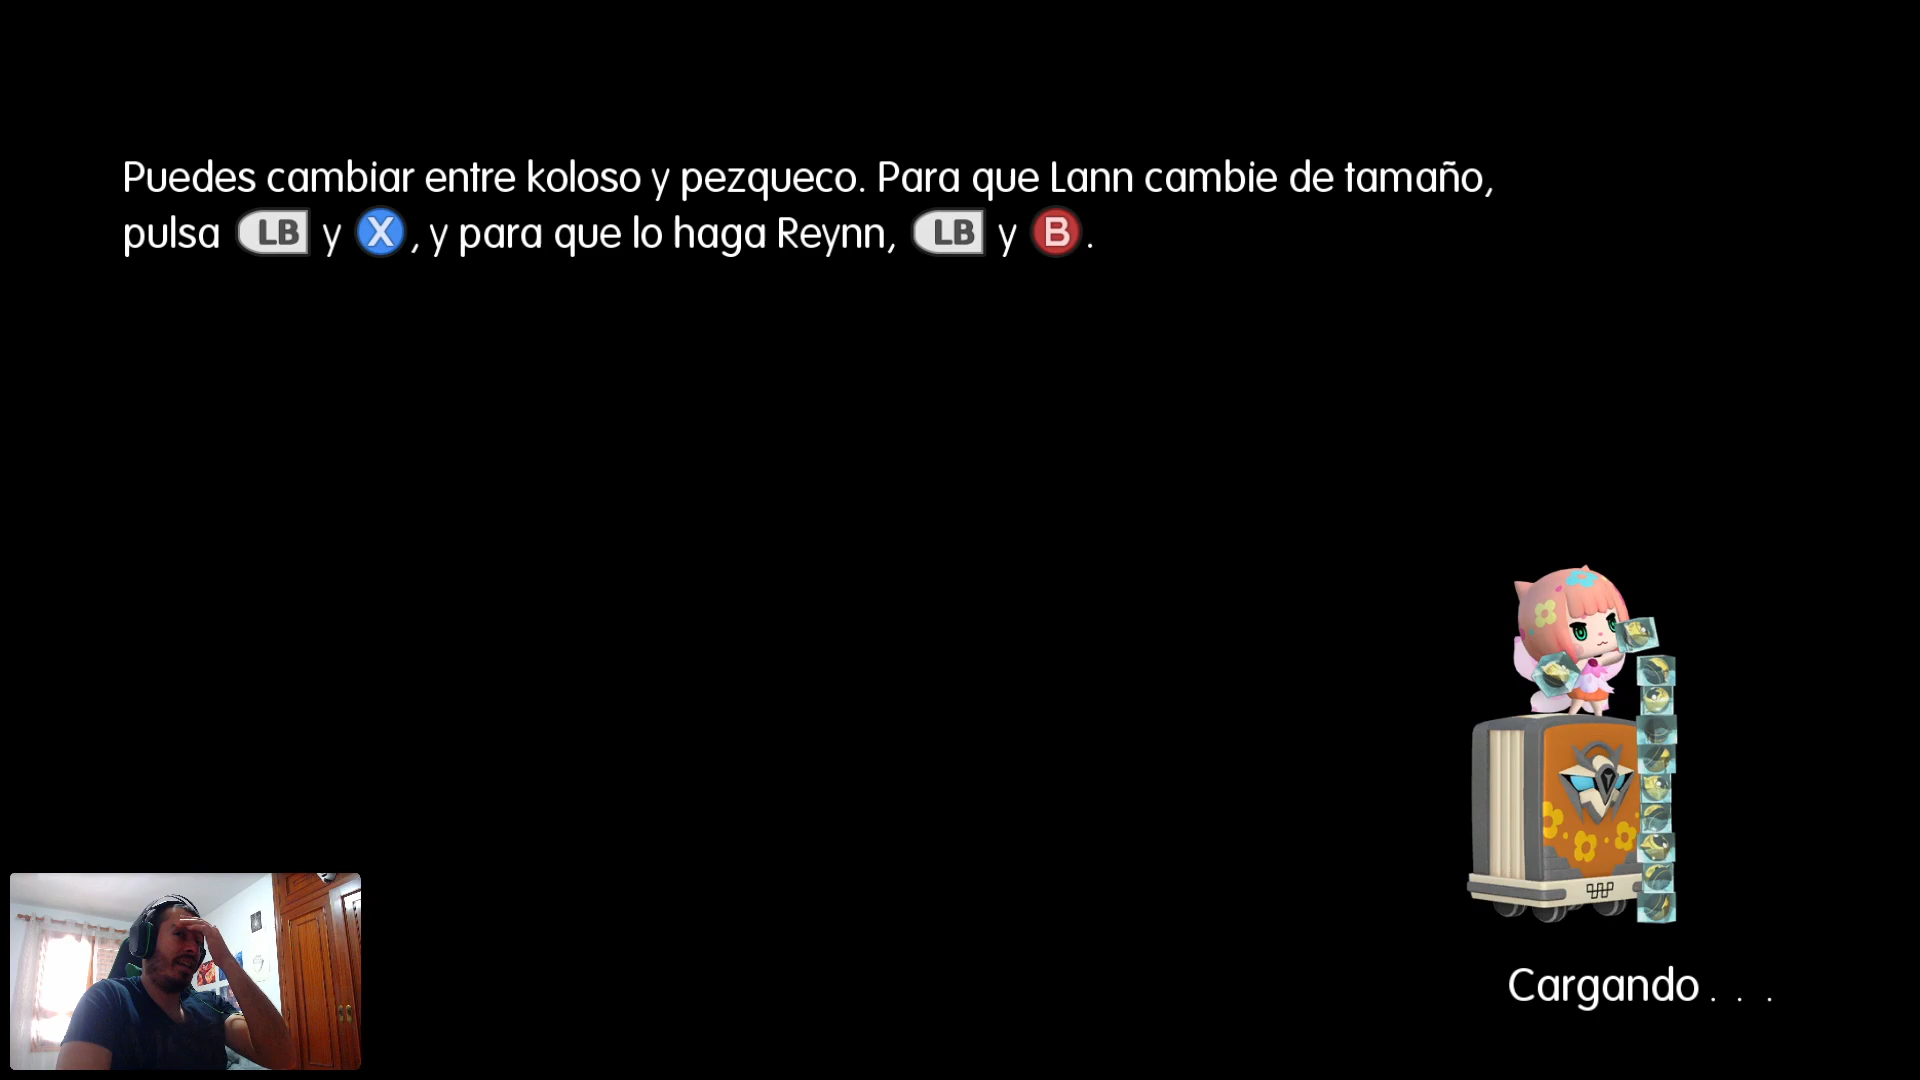 Puedes cambiar entre koloso y pezqueco. Para que Lann cambie de tamaño,
pulsa LB y X, y para que lo haga Reynn, LB y B.
Cargando . . .